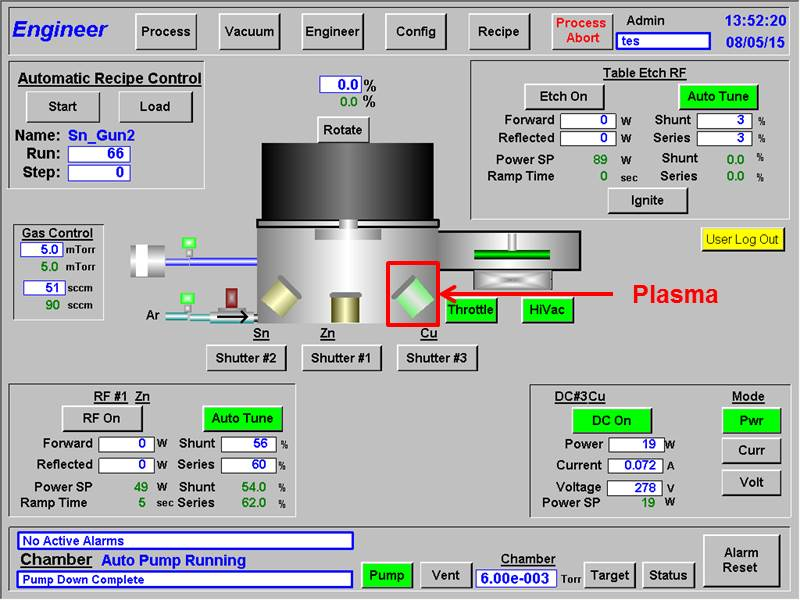 Engineer
Process
Vacuum
Engineer
Config
Recipe
Process
Abort
Admin
tes
13:52:20
08/05/15
Automatic Recipe Control
Start
Load
Name: Sn_Gun2
Run: 66
Step: 0
0.0 %
0.0 %
Rotate
Table Etch RF
Etch On
Auto Tune
Forward 0 W Shunt 3 %
Reflected 0 W Series 3 %
Power SP 89 W Shunt 0.0 %
Ramp Time 0 sec Series 0.0 %
Ignite
User Log Out
Gas Control
5.0 mTorr
5.0 mTorr
51 sccm
90 sccm
Ar
Plasma
Throttle
HiVac
Sn
Zn
Cu
Shutter #2
Shutter #1
Shutter #3
RF #1 Zn
RF On
Auto Tune
Forward 0 W Shunt 56 %
Reflected 0 W Series 60 %
Power SP 49 W Shunt 54.0 %
Ramp Time 5 sec Series 62.0 %
DC#3Cu
DC On
Power 19 W
Current 0.072 A
Voltage 278 V
Power SP 19 W
Mode
Pwr
Curr
Volt
No Active Alarms
Chamber Auto Pump Running
Pump Down Complete
Pump
Vent
Chamber
6.00e-003 Torr
Target
Status
Alarm
Reset